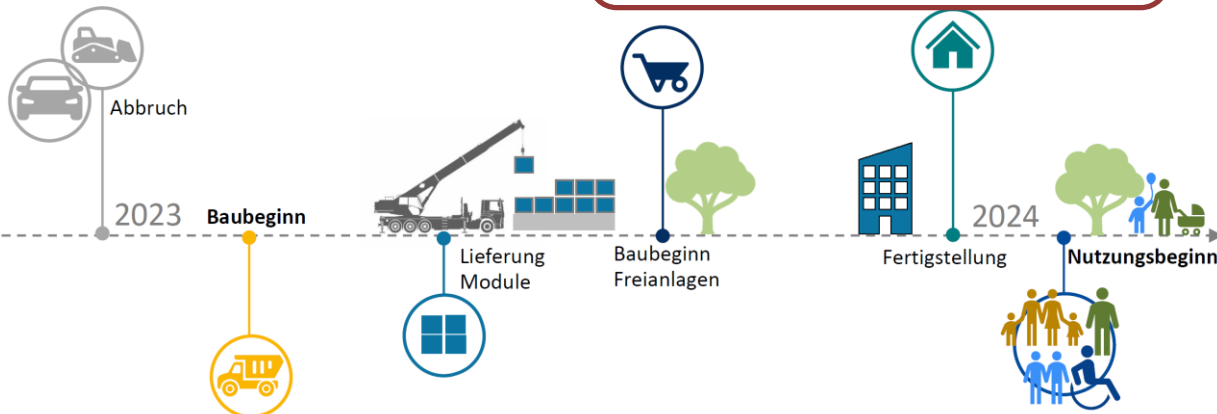 Abbruch
2023
Baubeginn
Lieferung
Module
Baubeginn
Freianlagen
Fertigstellung
2024
Nutzungsbeginn